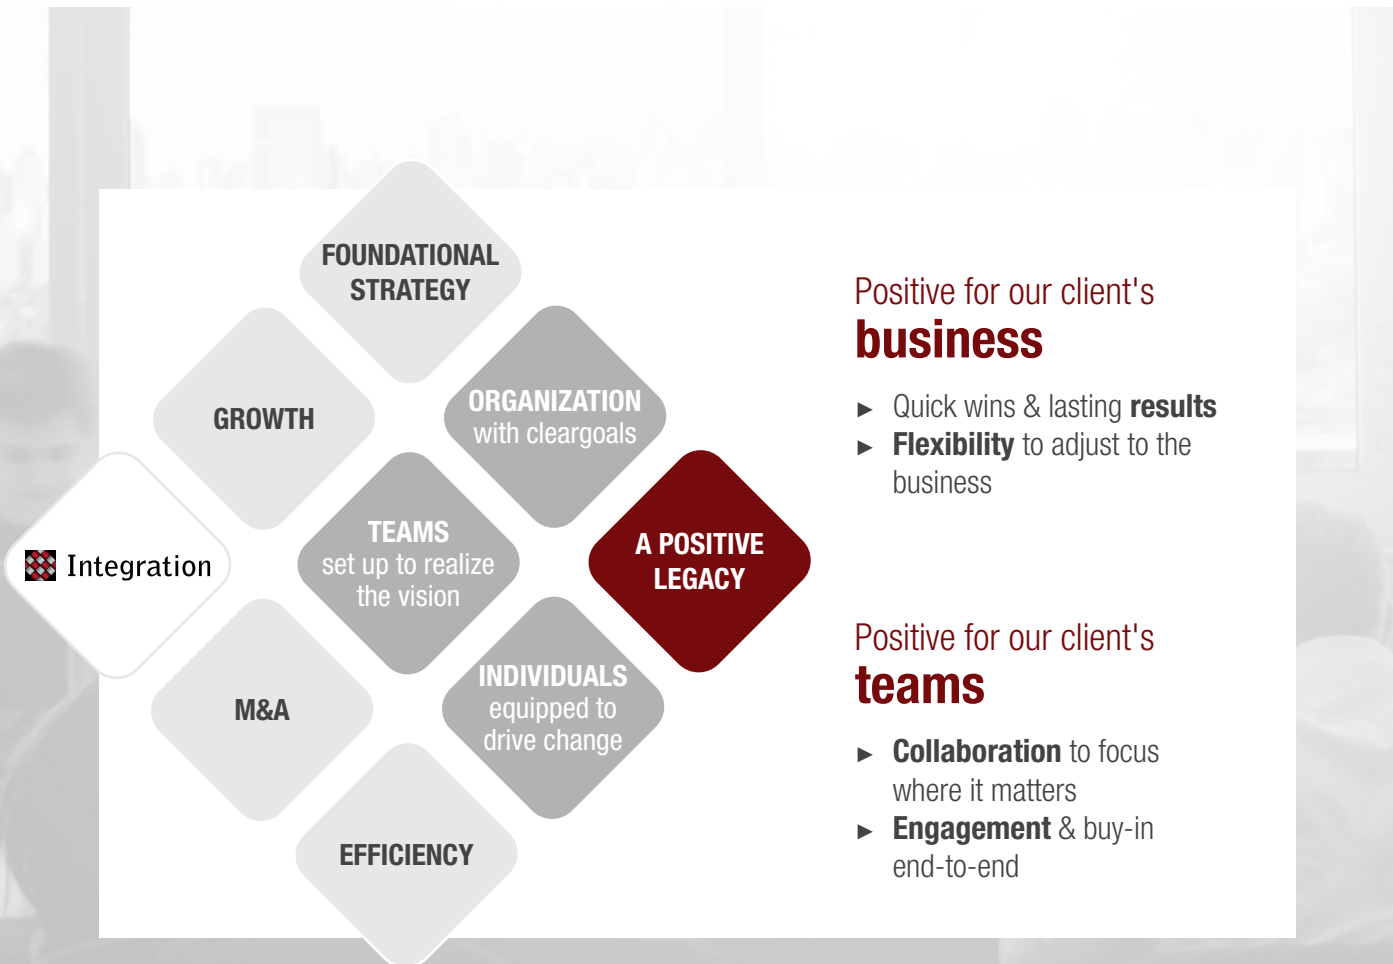 FOUNDATIONAL
STRATEGY
GROWTH
ORGANIZATION
with cleargoals
Integration
TEAMS
set up to realize
the vision
A POSITIVE
LEGACY
M&A
INDIVIDUALS
equipped to
drive change
EFFICIENCY
Positive for our client's
business
► Quick wins & lasting results
► Flexibility to adjust to the
business
Positive for our client's
teams
► Collaboration to focus
where it matters
► Engagement & buy-in
end-to-end